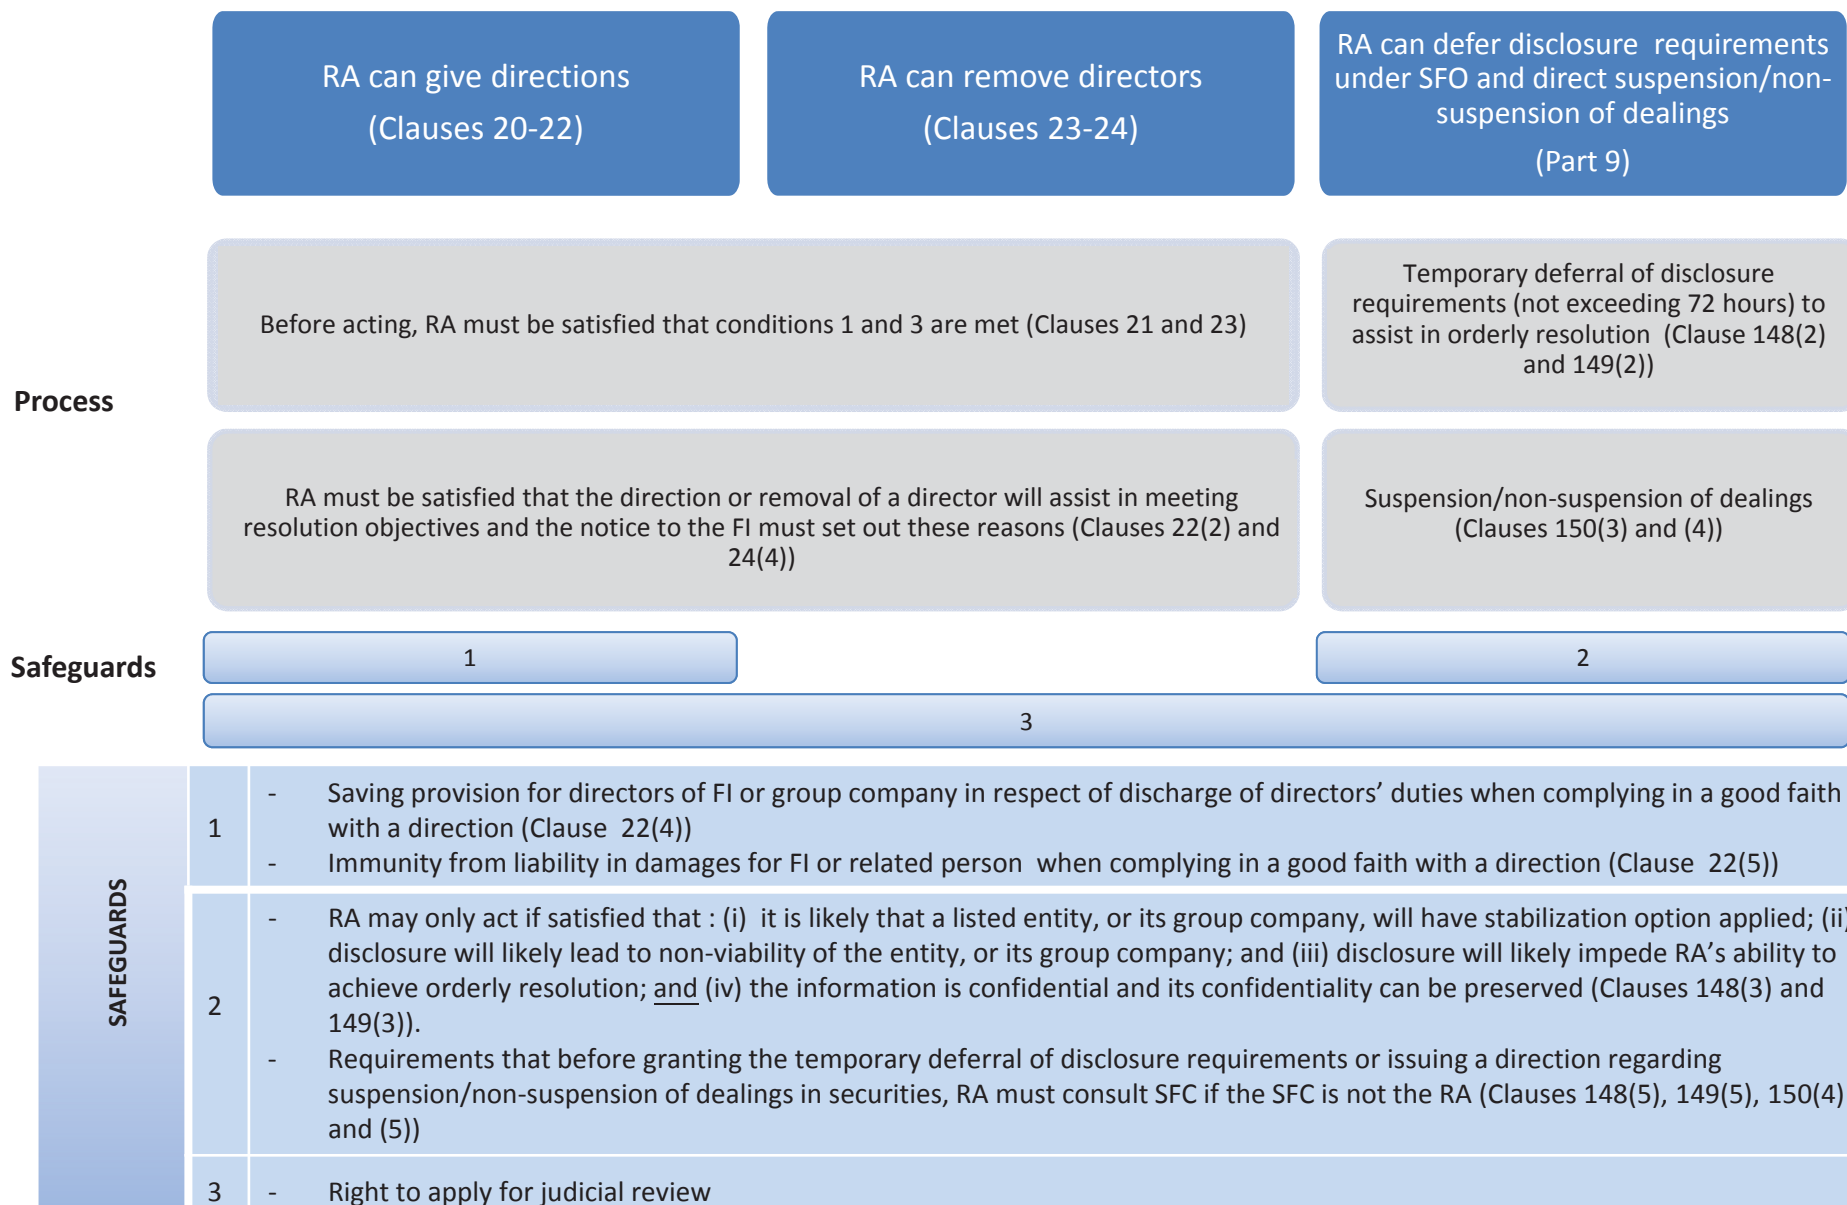 RA can give directions
(Clauses 20-22)
RA can remove directors
(Clauses 23-24)
RA can defer disclosure requirements
under SFO and direct suspension/non-
suspension of dealings
(Part 9)
Process
Before acting, RA must be satisfied that conditions 1 and 3 are met (Clauses 21 and 23)
Temporary deferral of disclosure
requirements (not exceeding 72 hours) to
assist in orderly resolution (Clause 148(2)
and 149(2))
RA must be satisfied that the direction or removal of a director will assist in meeting
resolution objectives and the notice to the FI must set out these reasons (Clauses 22(2) and
24(4))
Suspension/non-suspension of dealings
(Clauses 150(3) and (4))
Safeguards
1
2
3
SAFEGUARDS
1
- Saving provision for directors of FI or group company in respect of discharge of directors’ duties when complying in a good faith
with a direction (Clause 22(4))
- Immunity from liability in damages for FI or related person when complying in a good faith with a direction (Clause 22(5))
2
- RA may only act if satisfied that : (i) it is likely that a listed entity, or its group company, will have stabilization option applied; (ii)
disclosure will likely lead to non-viability of the entity, or its group company; and (iii) disclosure will likely impede RA’s ability to
achieve orderly resolution; and (iv) the information is confidential and its confidentiality can be preserved (Clauses 148(3) and
149(3)).
- Requirements that before granting the temporary deferral of disclosure requirements or issuing a direction regarding
suspension/non-suspension of dealings in securities, RA must consult SFC if the SFC is not the RA (Clauses 148(5), 149(5), 150(4)
and (5))
3
- Right to apply for judicial review